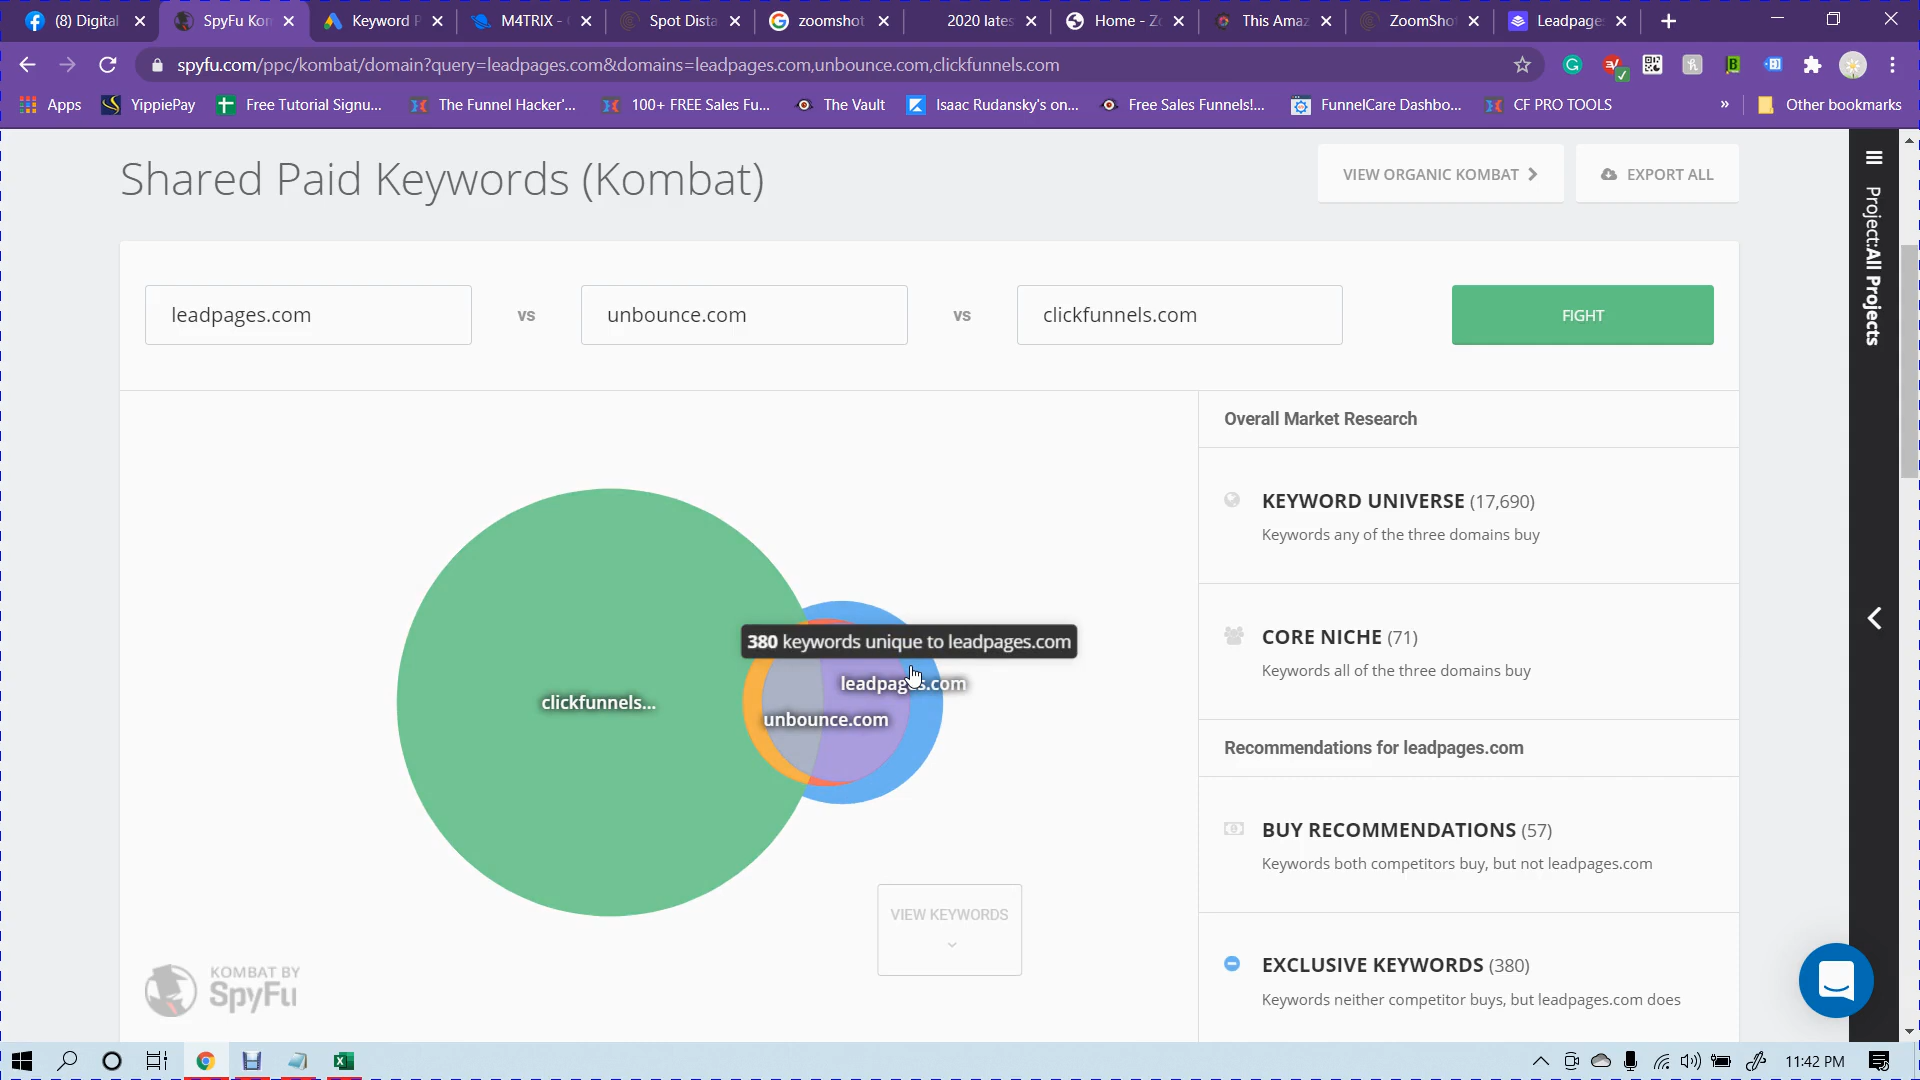 (8) Digital
SpyFu Kom
Keyword P
M4TRIX -
Spot Dista
zoomshot
2020 lates
Home - Zo
This Amaz
ZoomSho
Leadpage
spyfu.com/ppc/kombat/domain?query=leadpages.com&domains=leadpages.com,unbounce.com,clickfunnels.com
Apps
YippiePay
Free Tutorial Signu...
The Funnel Hacker'...
100+ FREE Sales Fu...
The Vault
Isaac Rudansky's on...
Free Sales Funnels!...
FunnelCare Dashbo...
CF PRO TOOLS
»
Other bookmarks
Shared Paid Keywords (Kombat)
VIEW ORGANIC KOMBAT
EXPORT ALL
Project:All Projects
leadpages.com
vs
unbounce.com
vs
clickfunnels.com
FIGHT
Overall Market Research
KEYWORD UNIVERSE (17,690)
Keywords any of the three domains buy
CORE NICHE (71)
Keywords all of the three domains buy
Recommendations for leadpages.com
BUY RECOMMENDATIONS (57)
Keywords both competitors buy, but not leadpages.com
EXCLUSIVE KEYWORDS (380)
Keywords neither competitor buys, but leadpages.com does
380 keywords unique to leadpages.com
leadpages.com
clickfunnels...
unbounce.com
VIEW KEYWORDS
KOMBAT BY
SpyFu
11:42 PM